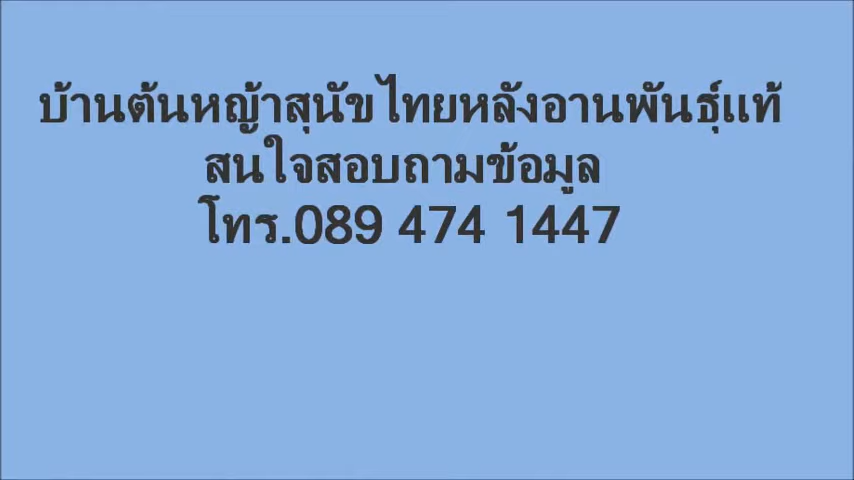 บ้านต้นหญ้าสุนัขไทยหลังอานพันธุ์แท้
สนใจสอบถามข้อมูล
โทร.089 474 1447